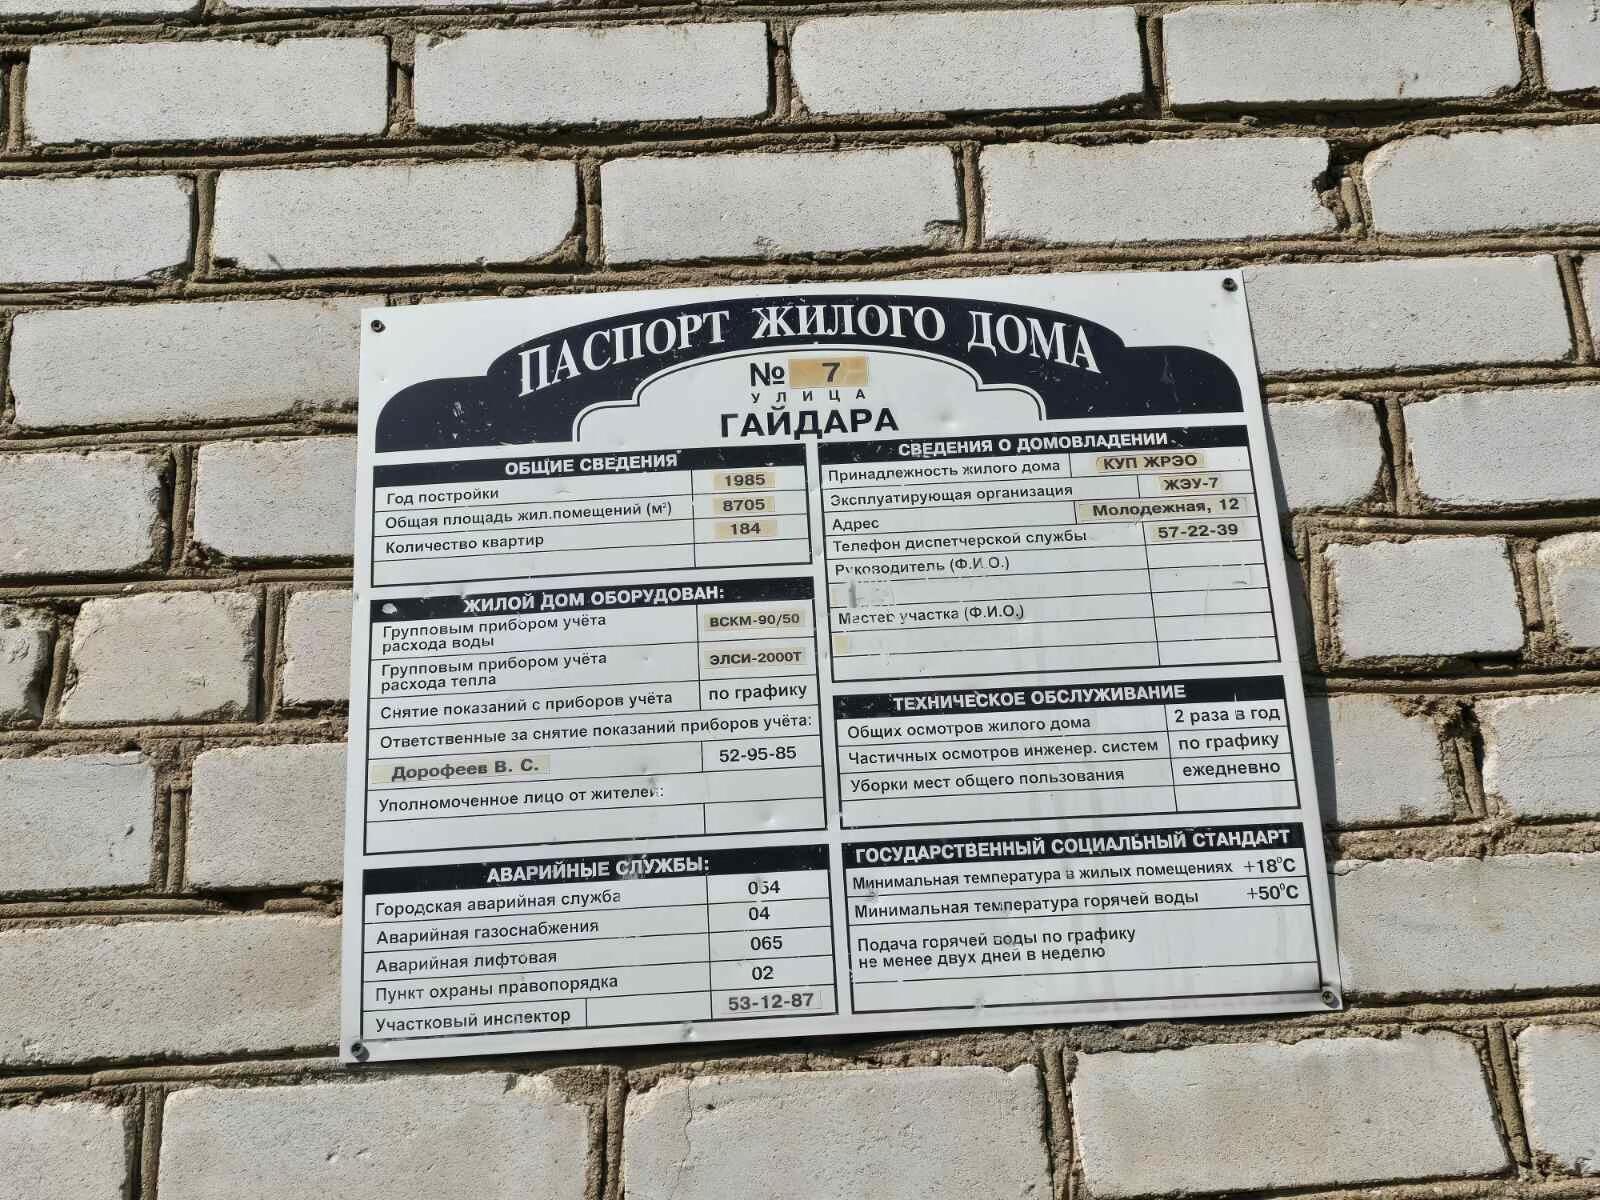 ПАСПОРТ ЖИЛОГО ДОМА
№ 7
УЛИЦА
ГАЙДАРА
ОБЩИЕ СВЕДЕНИЯ
Год постройки 1985
Общая площадь жил.помещений (м²) 8705
Количество квартир 184
ЖИЛОЙ ДОМ ОБОРУДОВАН:
Групповым прибором учёта
расхода воды ВСКМ-90/50
Групповым прибором учёта
расхода тепла ЭЛСИ-2000Т
Снятие показаний с приборов учёта по графику
Ответственные за снятие показаний приборов учёта:
Дорофеев В. С. 52-95-85
Уполномоченное лицо от жителей:
АВАРИЙНЫЕ СЛУЖБЫ:
Городская аварийная служба 054
Аварийная газоснабжения 04
Аварийная лифтовая 065
Пункт охраны правопорядка 02
Участковый инспектор 53-12-87
СВЕДЕНИЯ О ДОМОВЛАДЕНИИ
Принадлежность жилого дома КУП ЖРЭО
Эксплуатирующая организация ЖЭУ-7
Адрес Молодежная, 12
Телефон диспетчерской службы 57-22-39
Руководитель (Ф.И.О.)
Мастер участка (Ф.И.О.)
ТЕХНИЧЕСКОЕ ОБСЛУЖИВАНИЕ
Общих осмотров жилого дома 2 раза в год
Частичных осмотров инженер. систем по графику
Уборки мест общего пользования ежедневно
ГОСУДАРСТВЕННЫЙ СОЦИАЛЬНЫЙ СТАНДАРТ
Минимальная температура в жилых помещениях +18°С
Минимальная температура горячей воды +50°С
Подача горячей воды по графику
не менее двух дней в неделю